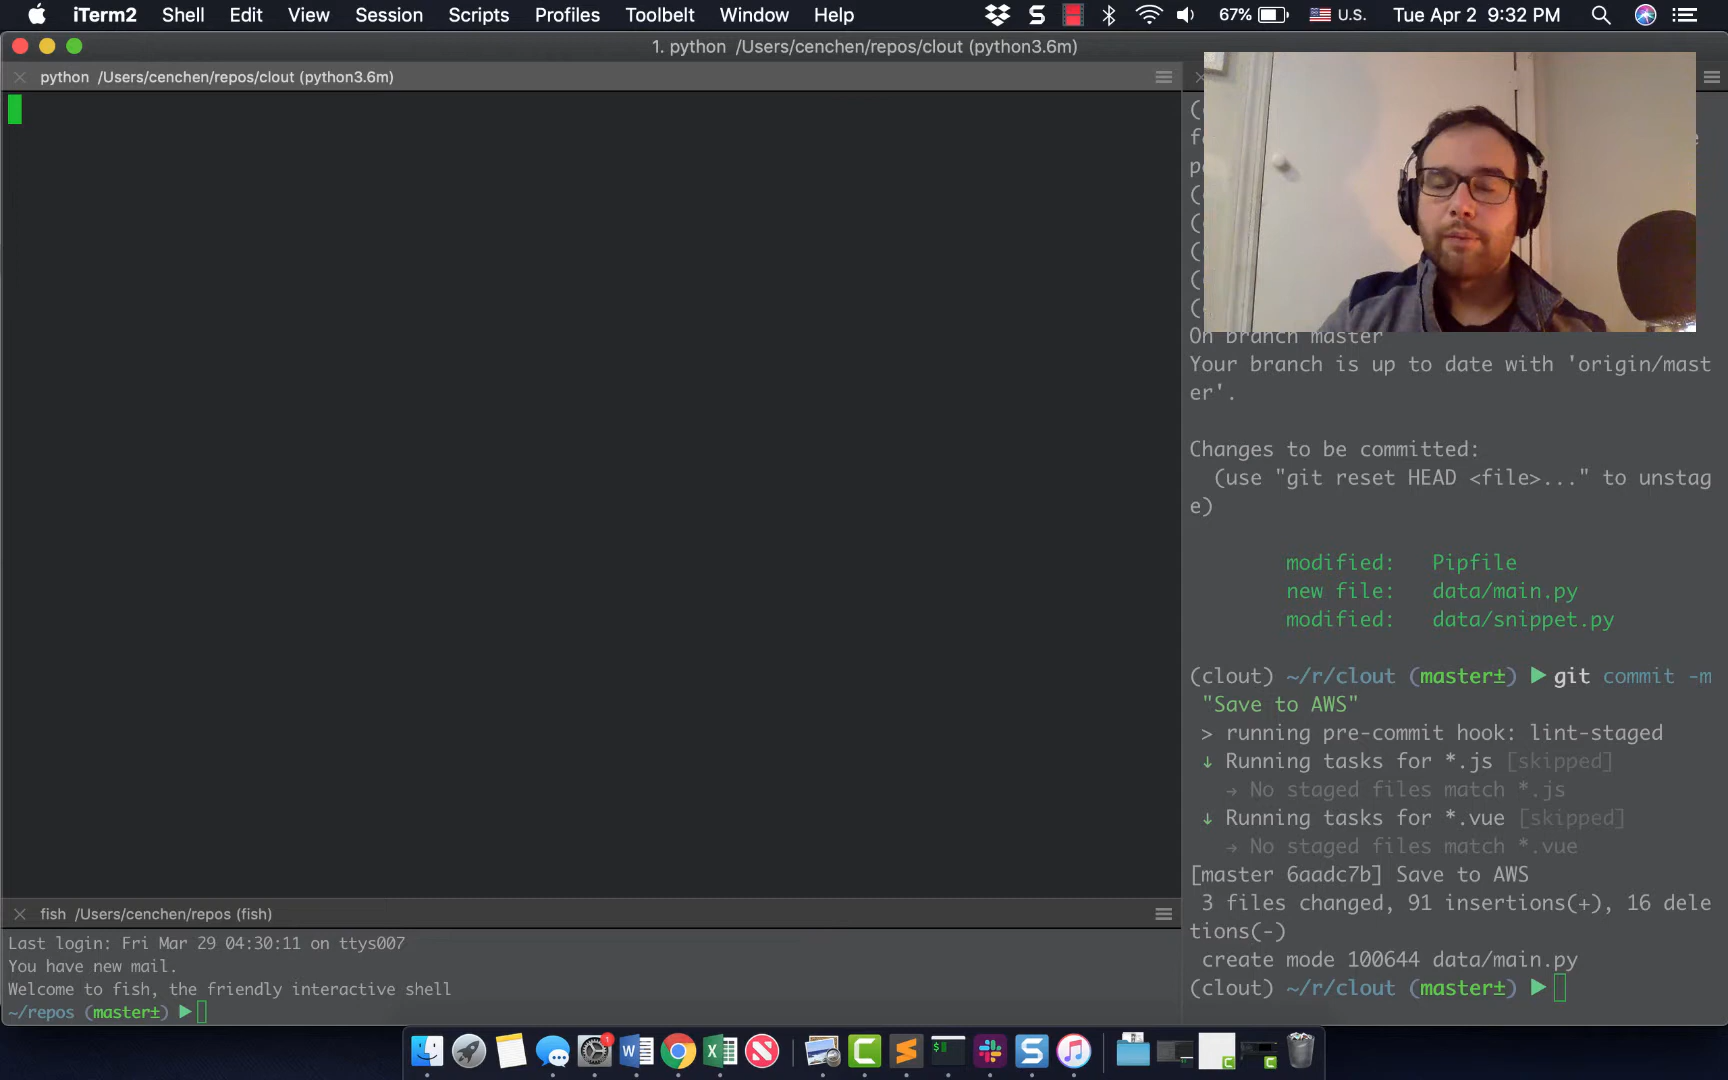 iTerm2 Shell Edit View Session Scripts Profiles Toolbelt Window Help 67% U.S. Tue Apr 2 9:32 PM
1. python /Users/cenchen/repos/clout (python3.6m)
python /Users/cenchen/repos/clout (python3.6m)
On branch master
Your branch is up to date with 'origin/mast
er'.
Changes to be committed:
(use "git reset HEAD <file>..." to unstag
e)
modified: Pipfile
new file: data/main.py
modified: data/snippet.py
(clout) ~/r/clout (master±) ▶ git commit -m
"Save to AWS"
> running pre-commit hook: lint-staged
↓ Running tasks for *.js [skipped]
→ No staged files match *.js
↓ Running tasks for *.vue [skipped]
→ No staged files match *.vue
[master 6aadc7b] Save to AWS
3 files changed, 91 insertions(+), 16 dele
tions(-)
create mode 100644 data/main.py
(clout) ~/r/clout (master±) ▶
fish /Users/cenchen/repos (fish)
Last login: Fri Mar 29 04:30:11 on ttys007
You have new mail.
Welcome to fish, the friendly interactive shell
~/repos (master±) ▶